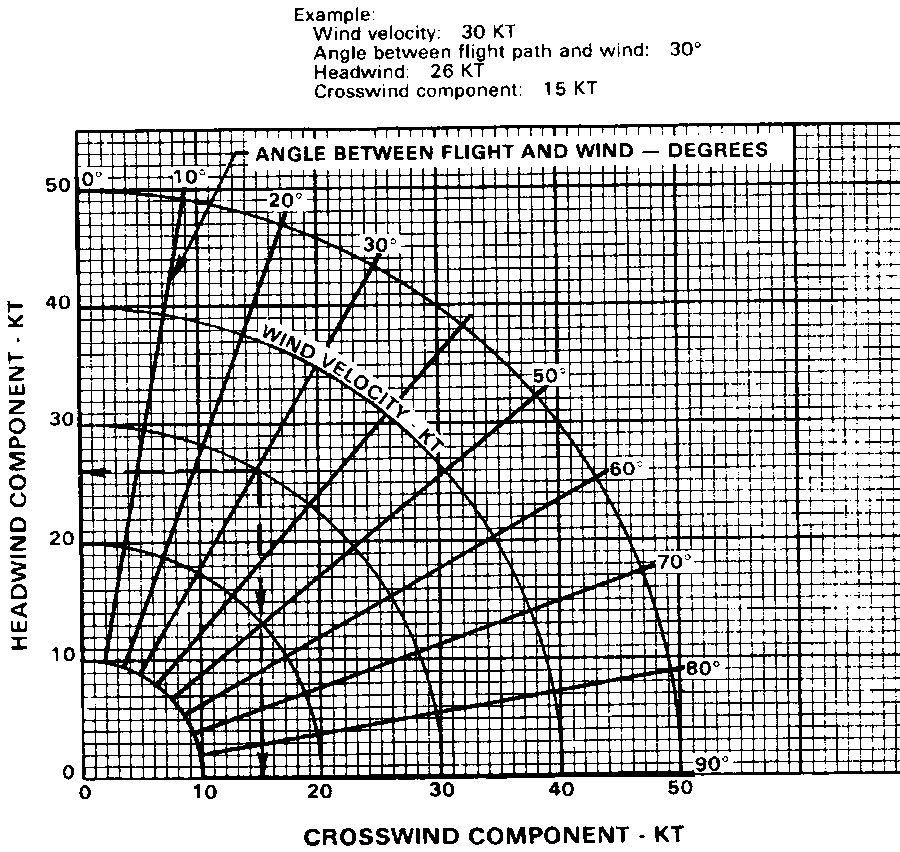 Example:
Wind velocity: 30 KT
Angle between flight path and wind: 30°
Headwind: 26 KT
Crosswind component: 15 KT
ANGLE BETWEEN FLIGHT AND WIND — DEGREES
0°
10°
20°
30°
50°
60°
70°
80°
90°
WIND VELOCITY - KT
HEADWIND COMPONENT - KT
50
40
30
20
10
0
0 10 20 30 40 50
CROSSWIND COMPONENT - KT